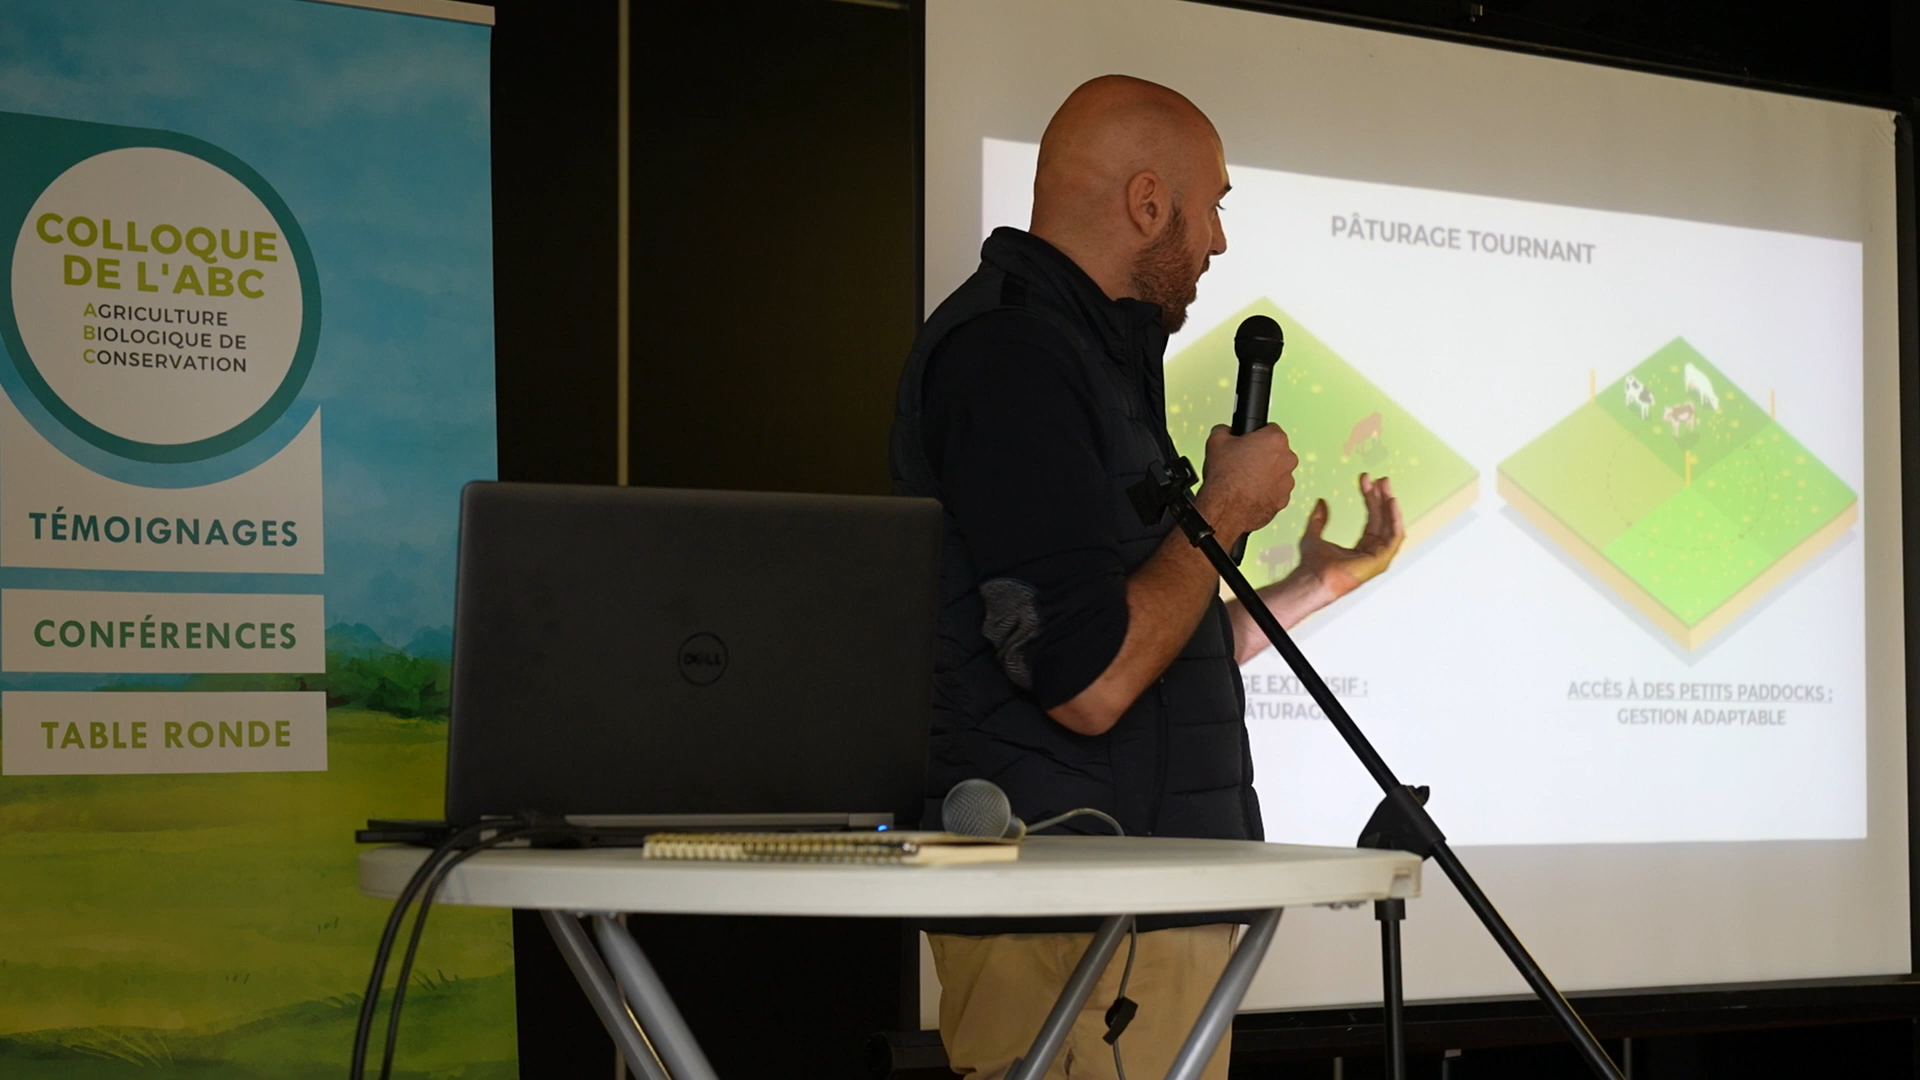 COLLOQUE
DE L'ABC
AGRICULTURE
BIOLOGIQUE DE
CONSERVATION
TÉMOIGNAGES
CONFÉRENCES
TABLE RONDE
DELL
PÂTURAGE TOURNANT
ACCÈS À DES PETITS PADDOCKS :
GESTION ADAPTABLE